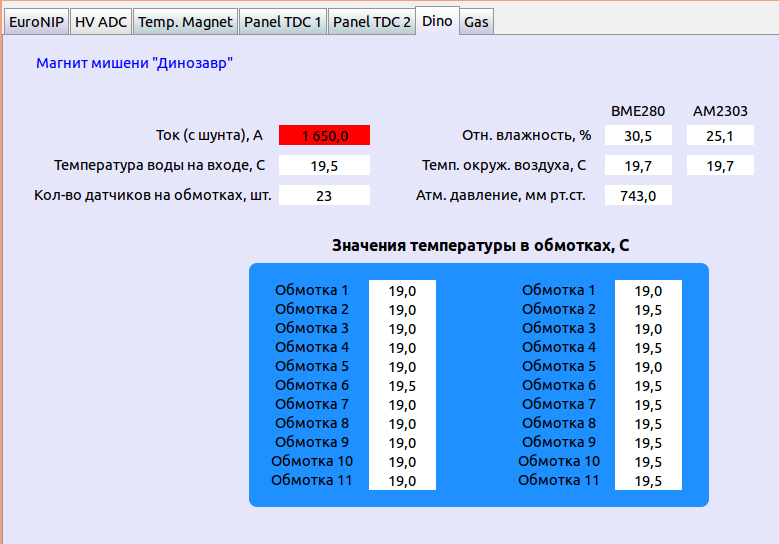 EuroNIP HV ADC Temp. Magnet Panel TDC 1 Panel TDC 2 Dino Gas
Магнит мишени "Динозавр"
BME280 AM2303
Ток (с шунта), А 1 650,0 Отн. влажность, % 30,5 25,1
Температура воды на входе, С 19,5 Темп. окруж. воздуха, С 19,7 19,7
Кол-во датчиков на обмотках, шт. 23 Атм. давление, мм рт.ст. 743,0
Значения температуры в обмотках, С
Обмотка 1 19,0 Обмотка 1 19,0
Обмотка 2 19,0 Обмотка 2 19,5
Обмотка 3 19,0 Обмотка 3 19,0
Обмотка 4 19,0 Обмотка 4 19,5
Обмотка 5 19,0 Обмотка 5 19,0
Обмотка 6 19,5 Обмотка 6 19,5
Обмотка 7 19,0 Обмотка 7 19,5
Обмотка 8 19,0 Обмотка 8 19,5
Обмотка 9 19,0 Обмотка 9 19,5
Обмотка 10 19,0 Обмотка 10 19,5
Обмотка 11 19,0 Обмотка 11 19,5